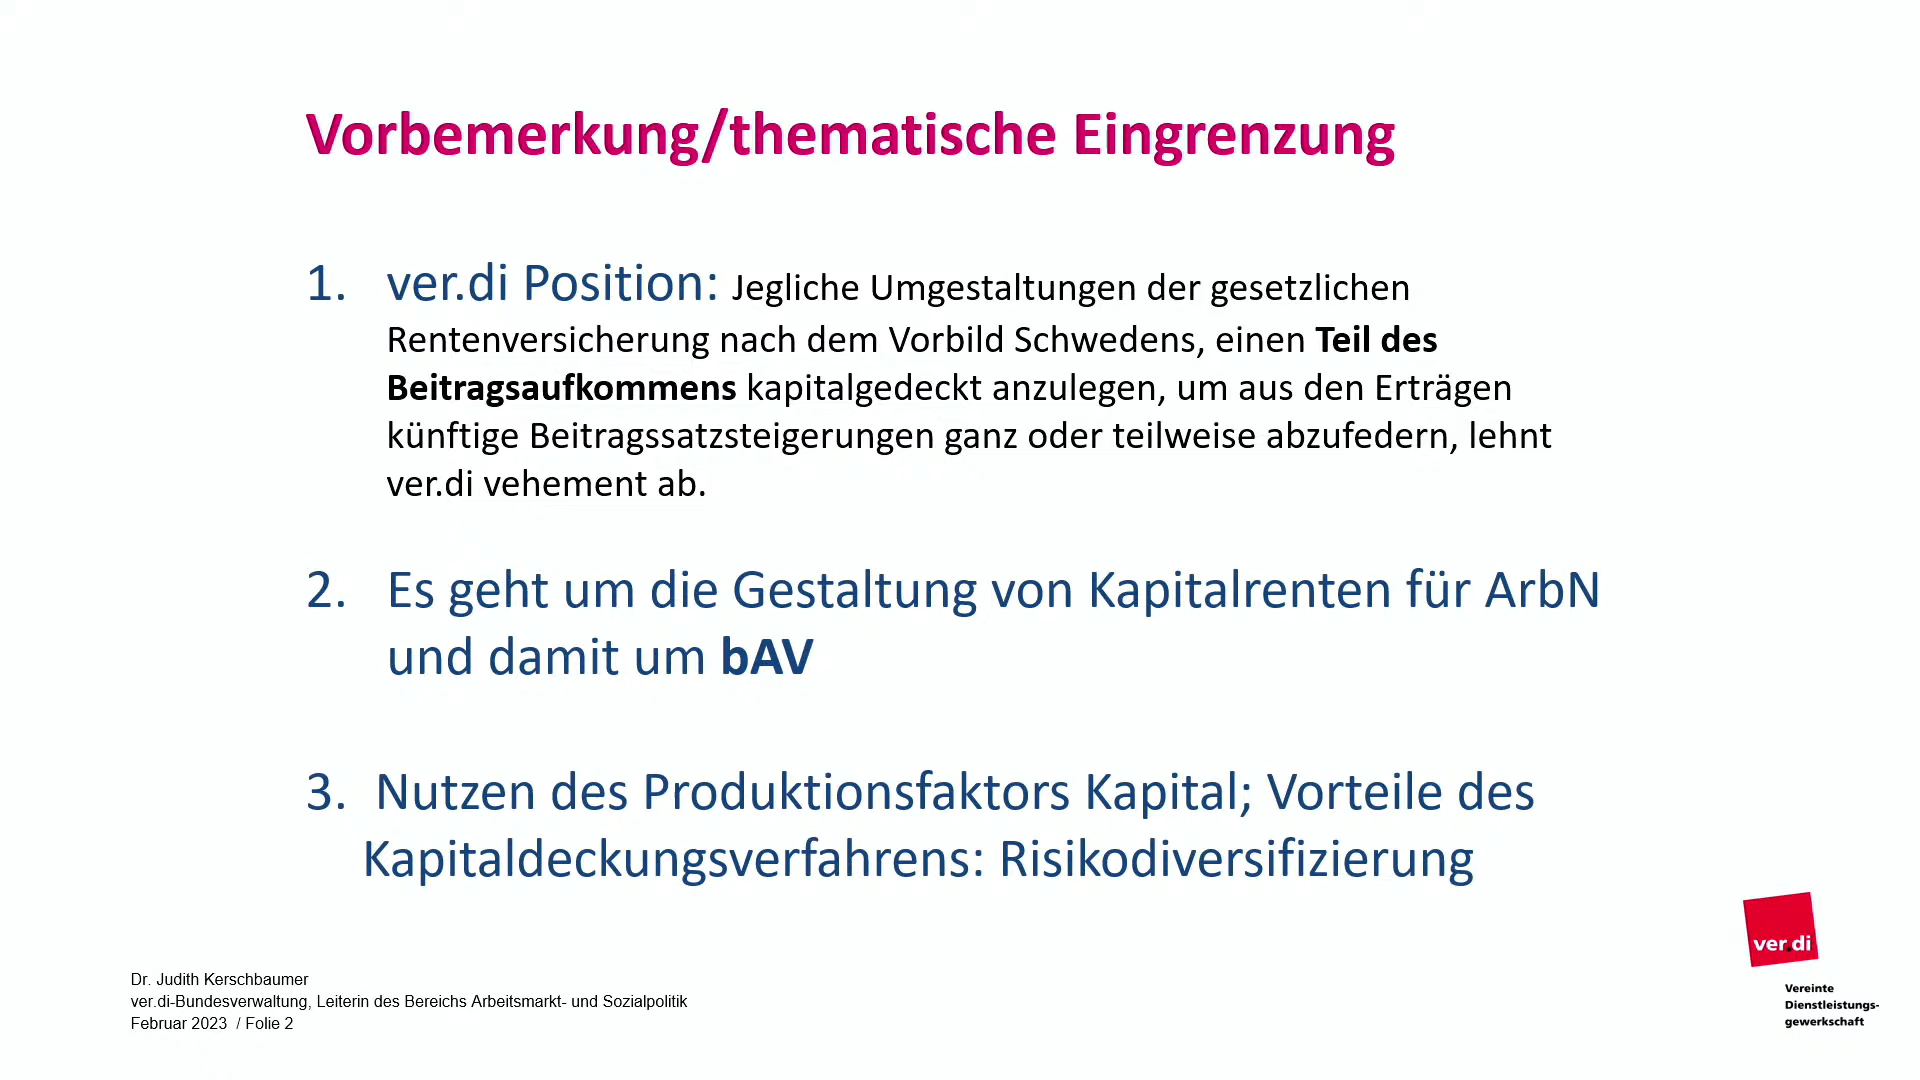 Vorbemerkung/thematische Eingrenzung
1. ver.di Position: Jegliche Umgestaltungen der gesetzlichen
Rentenversicherung nach dem Vorbild Schwedens, einen Teil des
Beitragsaufkommens kapitalgedeckt anzulegen, um aus den Erträgen
künftige Beitragssatzsteigerungen ganz oder teilweise abzufedern, lehnt
ver.di vehement ab.
2. Es geht um die Gestaltung von Kapitalrenten für ArbN
und damit um bAV
3. Nutzen des Produktionsfaktors Kapital; Vorteile des
Kapitaldeckungsverfahrens: Risikodiversifizierung
Dr. Judith Kerschbaumer
ver.di-Bundesverwaltung, Leiterin des Bereichs Arbeitsmarkt- und Sozialpolitik
Februar 2023 / Folie 2
ver.di
Vereinte
Dienstleistungs-
gewerkschaft